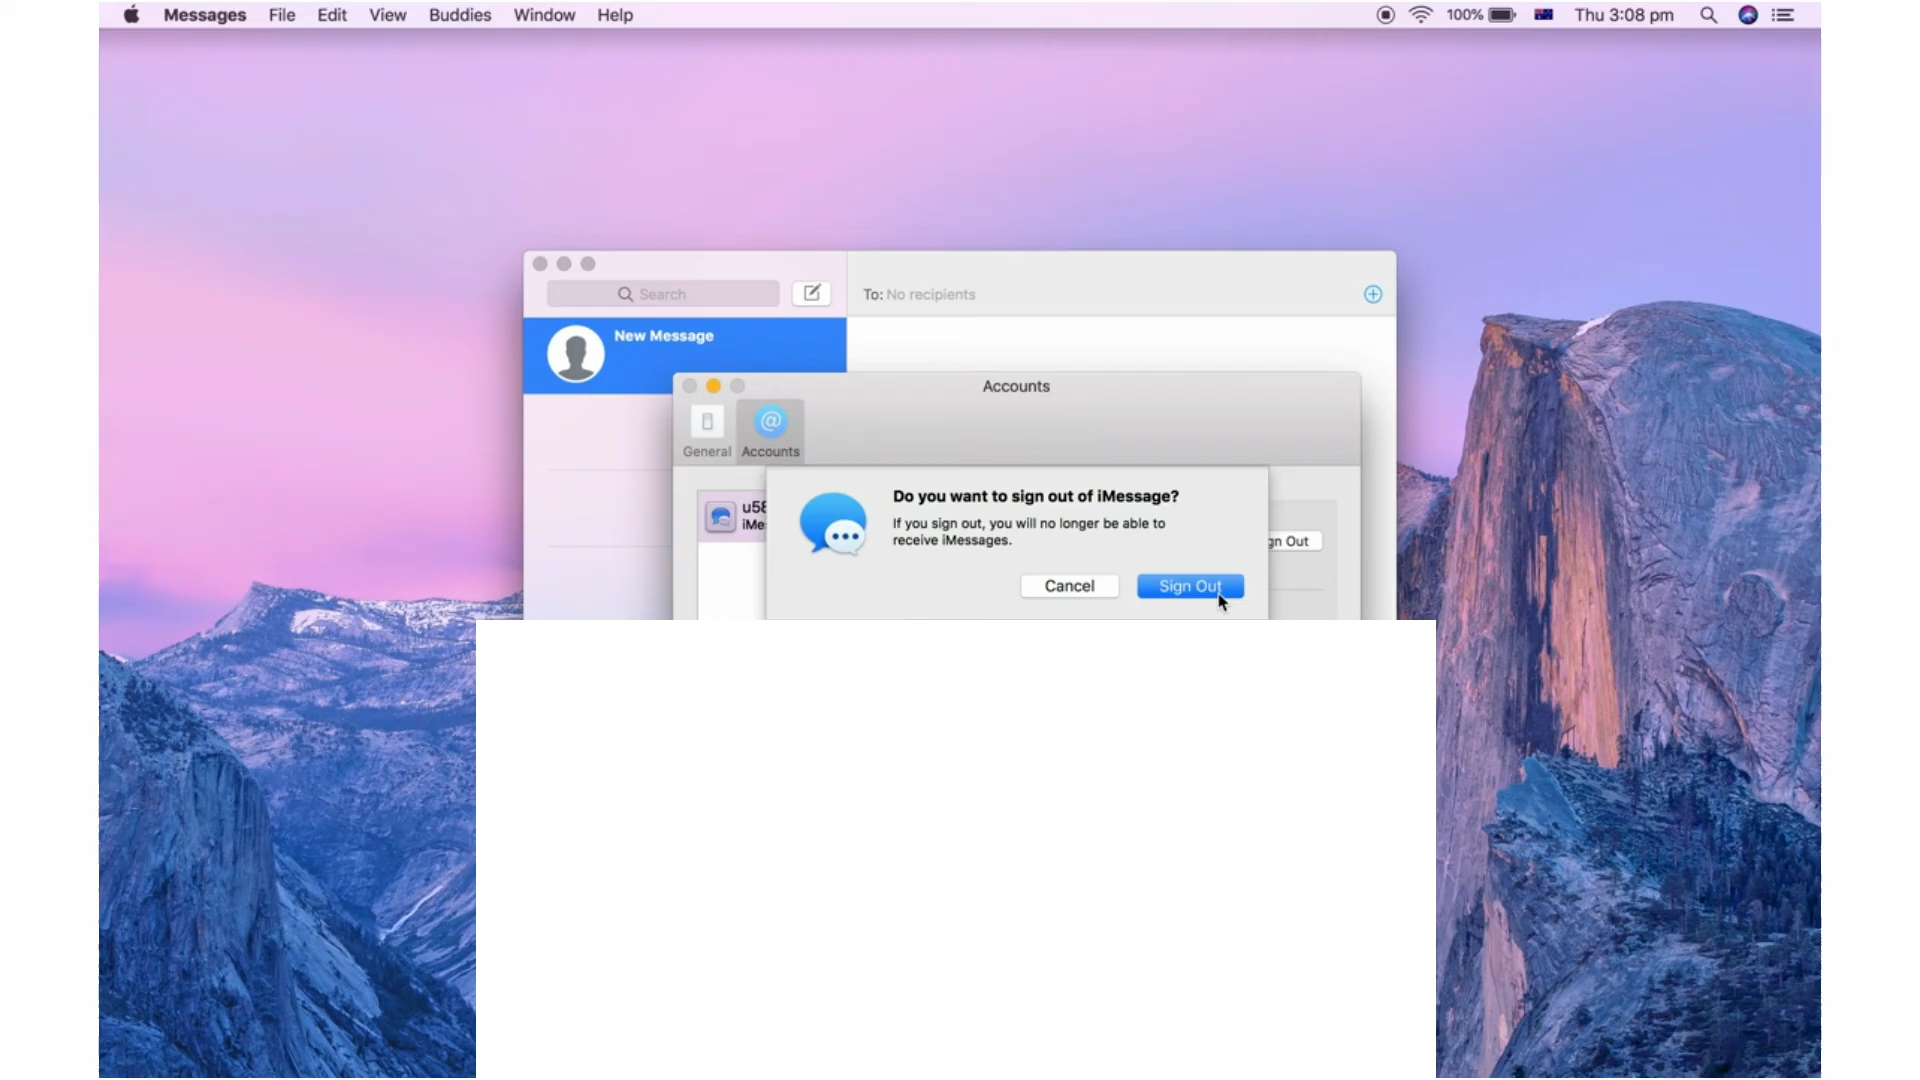 Messages File Edit View Buddies Window Help 100% Thu 3:08 pm
Search To: No recipients
New Message
Accounts
@
General Accounts
Do you want to sign out of iMessage?
If you sign out, you will no longer be able to
receive iMessages.
Cancel Sign Out